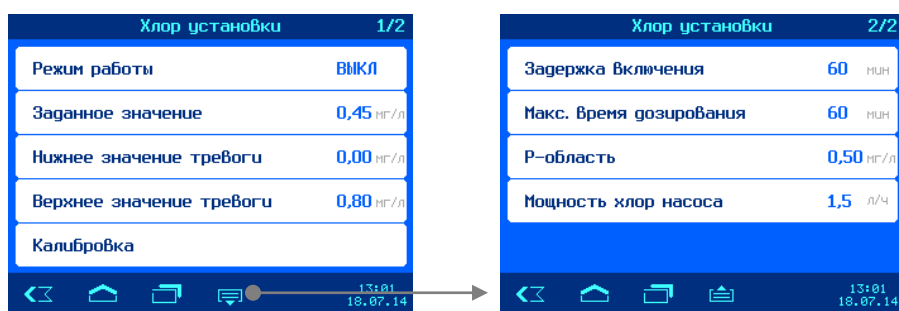 Хлор установки 1/2
Режим работы ВЫКЛ
Заданное значение 0,45 мг/л
Нижнее значение тревоги 0,00 мг/л
Верхнее значение тревоги 0,80 мг/л
Калибровка
13:01
18.07.14
Хлор установки 2/2
Задержка включения 60 мин
Макс. время дозирования 60 мин
Р-область 0,50 мг/л
Мощность хлор насоса 1,5 л/ч
13:01
18.07.14